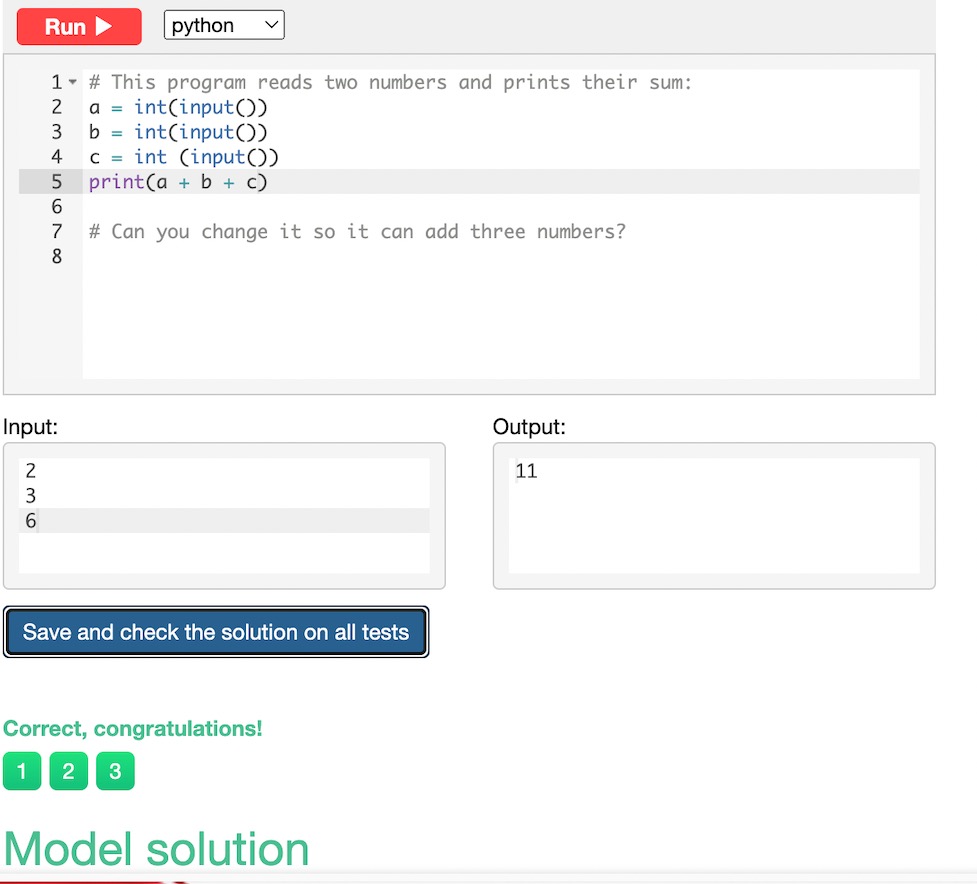 Run python
1 # This program reads two numbers and prints their sum:
2 a = int(input())
3 b = int(input())
4 c = int (input())
5 print(a + b + c)
6
7 # Can you change it so it can add three numbers?
8
Input: Output:
2 11
3
6
Save and check the solution on all tests
Correct, congratulations!
1 2 3
Model solution